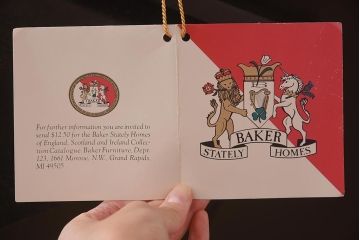 For further information you are invited to
send $12.50 for the Baker Stately Homes
of England, Scotland and Ireland Collec-
tion Catalogue. Baker Furniture, Dept.
123, 1661 Monroe, N.W., Grand Rapids,
MI 49505
BAKER
STATELY HOMES